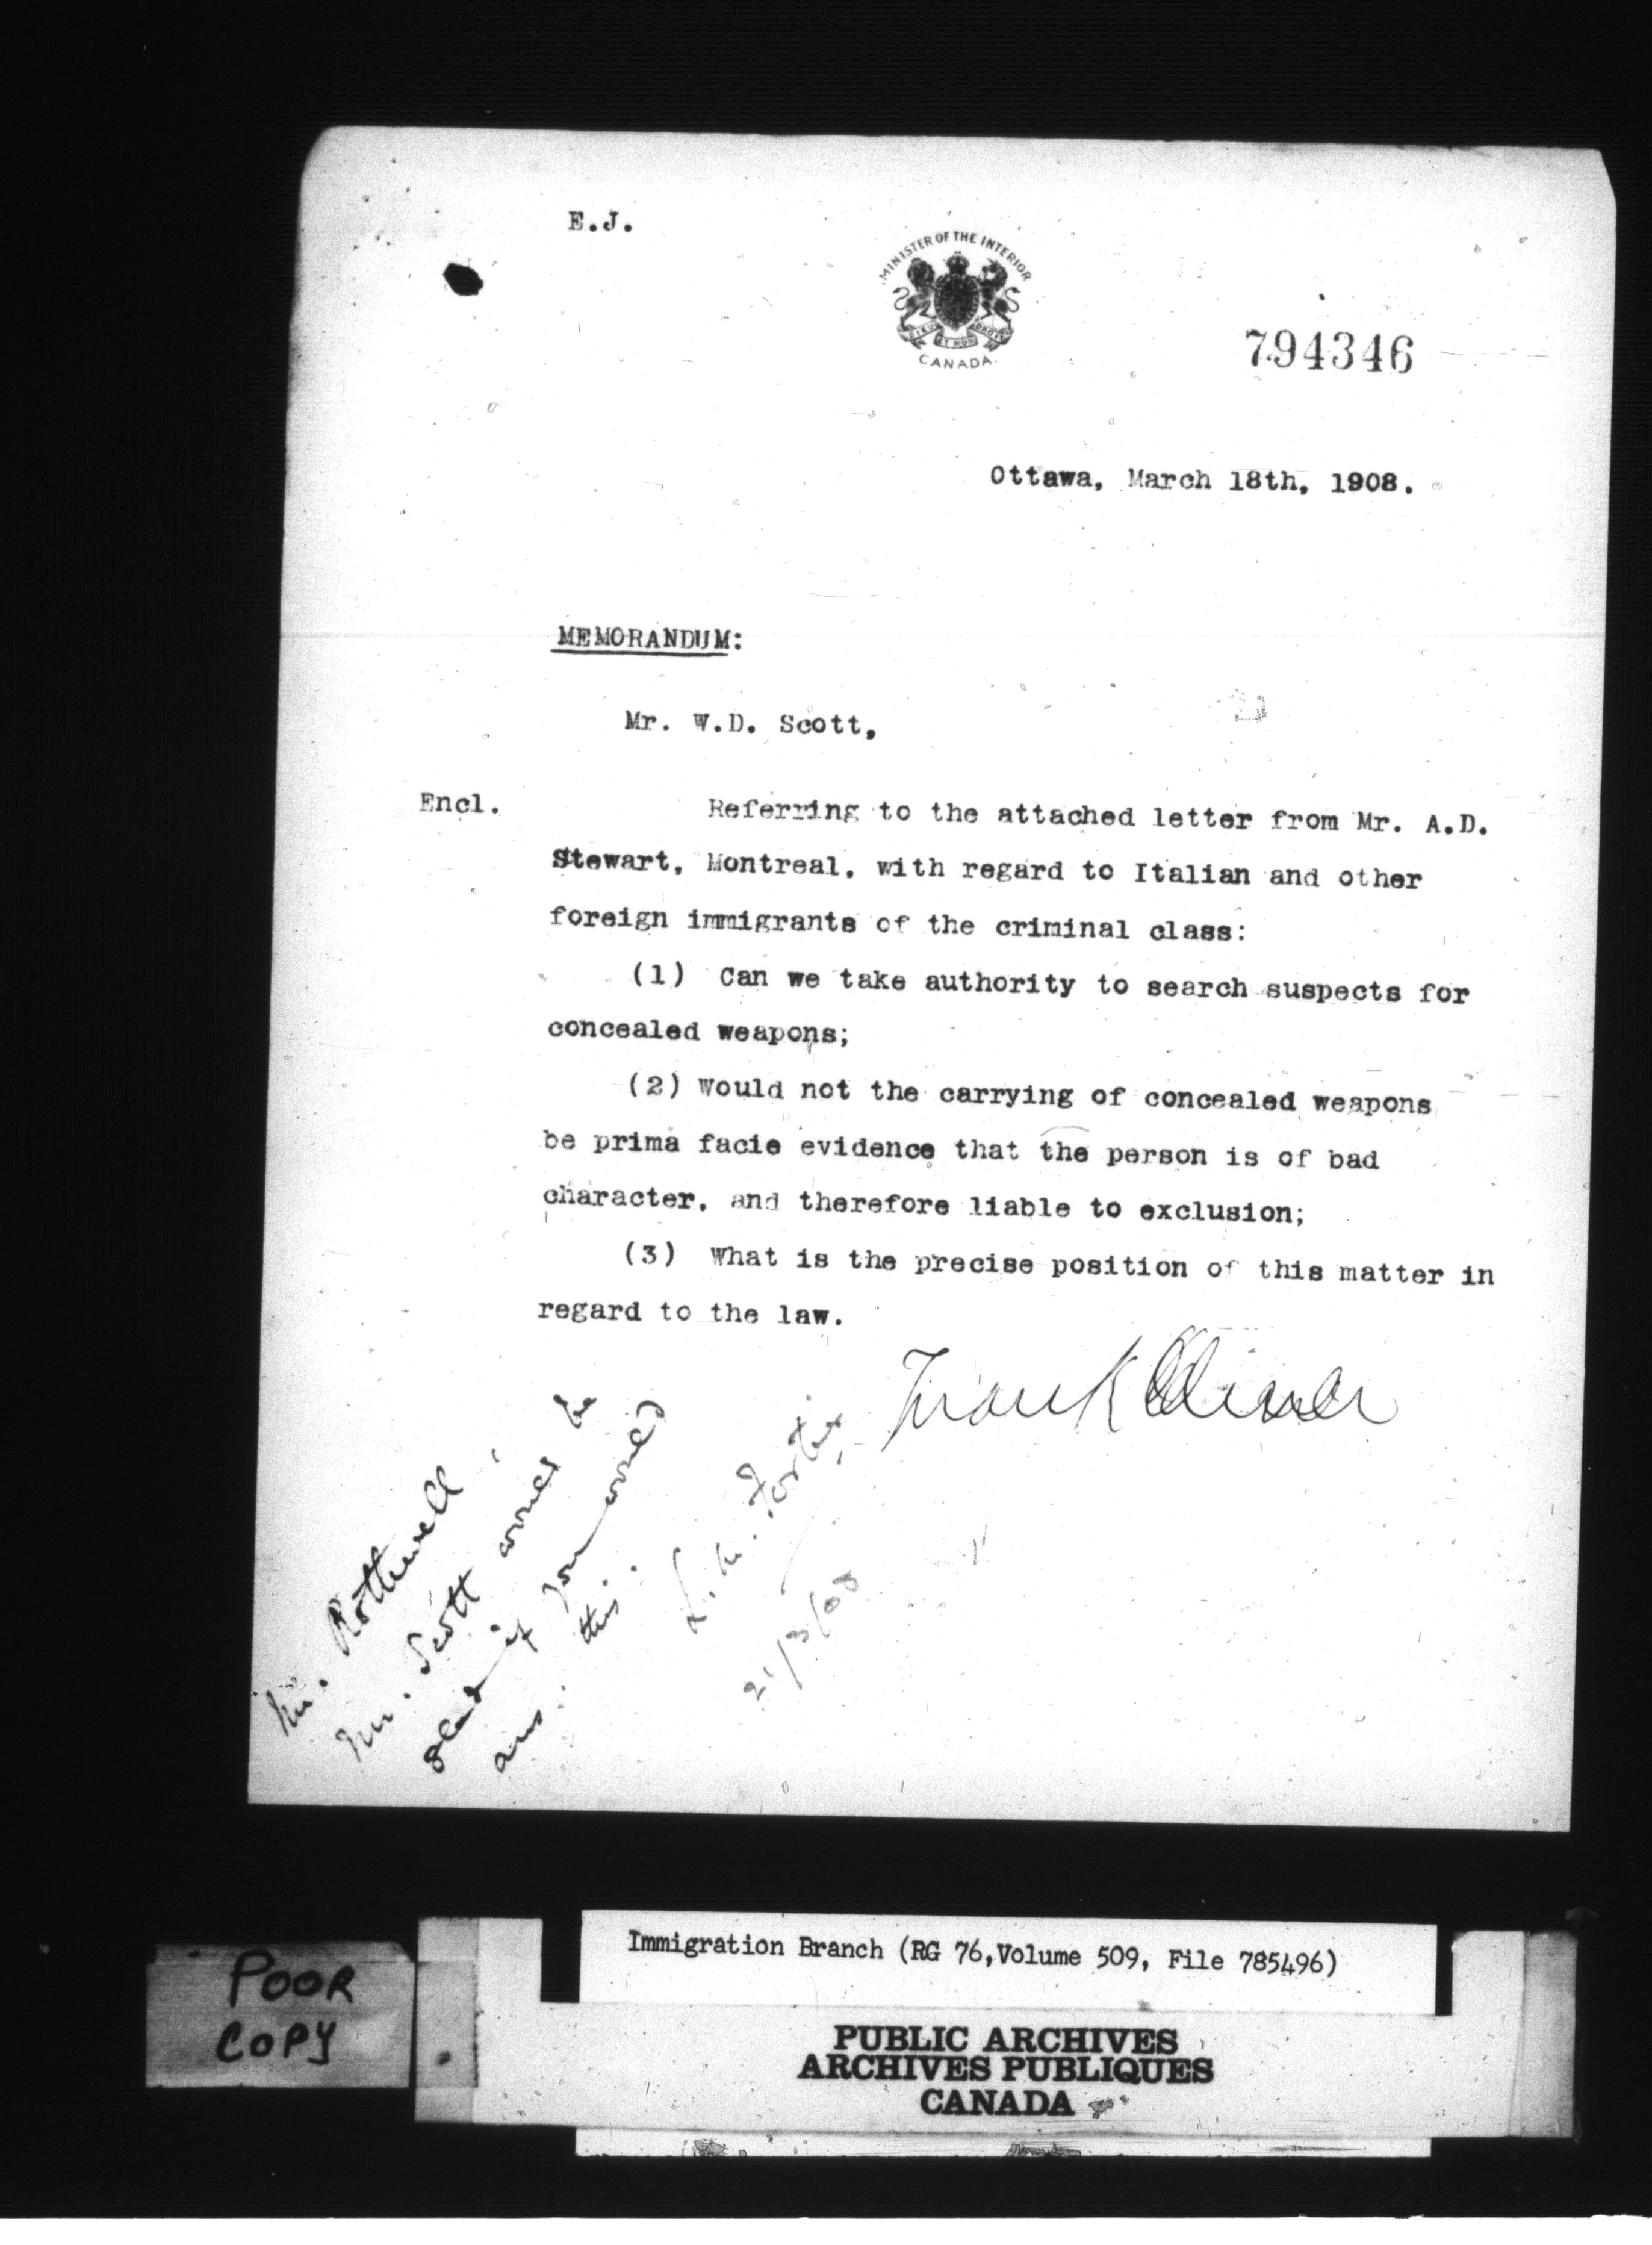 E.J.
MINISTER OF THE INTERIOR
DIEU ET MON DROIT
CANADA.
794346
Ottawa, March 18th, 1908.
MEMORANDUM:
Mr. W.D. Scott,
Encl.
Referring to the attached letter from Mr. A.D.
Stewart, Montreal, with regard to Italian and other
foreign immigrants of the criminal class:
(1) Can we take authority to search suspects for
concealed weapons;
(2) Would not the carrying of concealed weapons
be prima facie evidence that the person is of bad
character, and therefore liable to exclusion;
(3) What is the precise position of this matter in
regard to the law.
Frank Oliver
Mr. Rothwell
Mr. Scott would be
glad if you would
ans: this.
L.M. Fortier
21/3/08
POOR
COPY
Immigration Branch (RG 76, Volume 509, File 785496)
PUBLIC ARCHIVES
ARCHIVES PUBLIQUES
CANADA